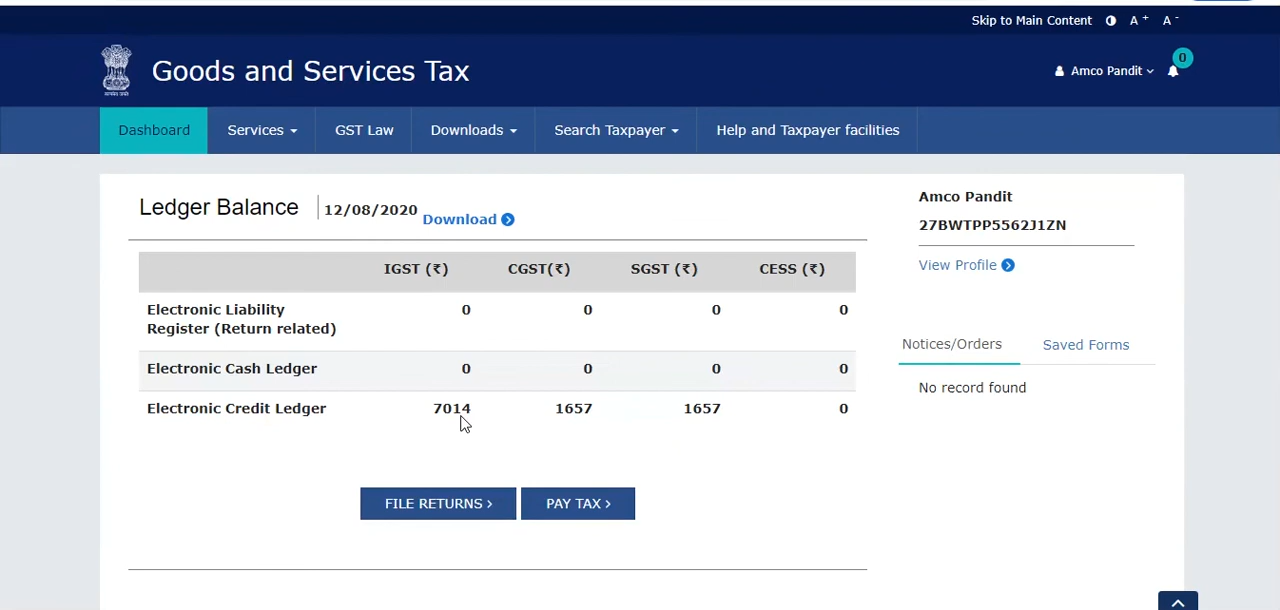 Skip to Main Content A+ A-
Goods and Services Tax
Amco Pandit 0
Dashboard Services GST Law Downloads Search Taxpayer Help and Taxpayer facilities
Ledger Balance 12/08/2020 Download
IGST (₹) CGST(₹) SGST (₹) CESS (₹)
Electronic Liability
Register (Return related) 0 0 0 0
Electronic Cash Ledger 0 0 0 0
Electronic Credit Ledger 7014 1657 1657 0
FILE RETURNS > PAY TAX >
Amco Pandit
27BWTPP5562J1ZN
View Profile
Notices/Orders Saved Forms
No record found